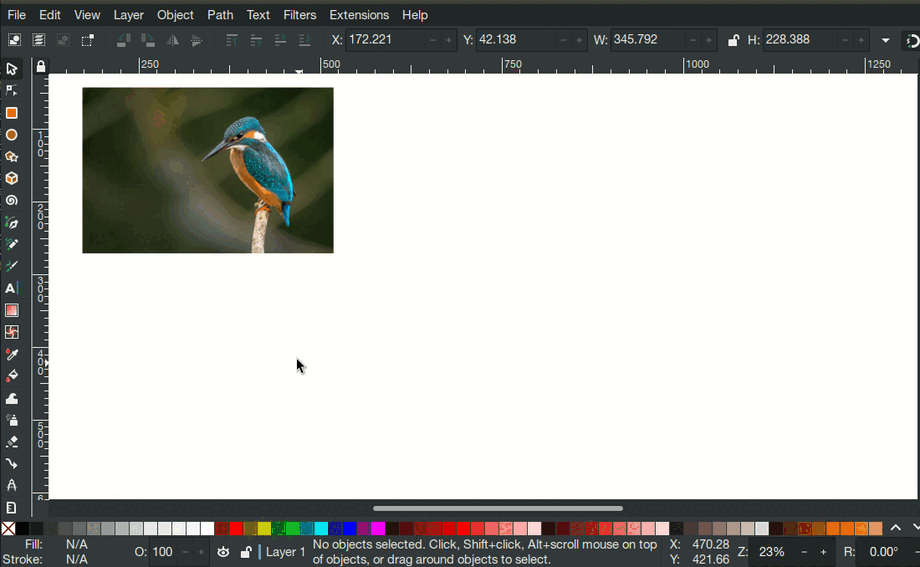 File Edit View Layer Object Path Text Filters Extensions Help
X: 172.221 Y: 42.138 W: 345.792 H: 228.388
250 500 750 1000 1250
100
200
300
400
500
6
Fill: N/A
Stroke: N/A
O: 100
Layer 1
No objects selected. Click, Shift+click, Alt+scroll mouse on top
of objects, or drag around objects to select.
X: 470.28
Y: 421.66
Z: 23%
R: 0.00°